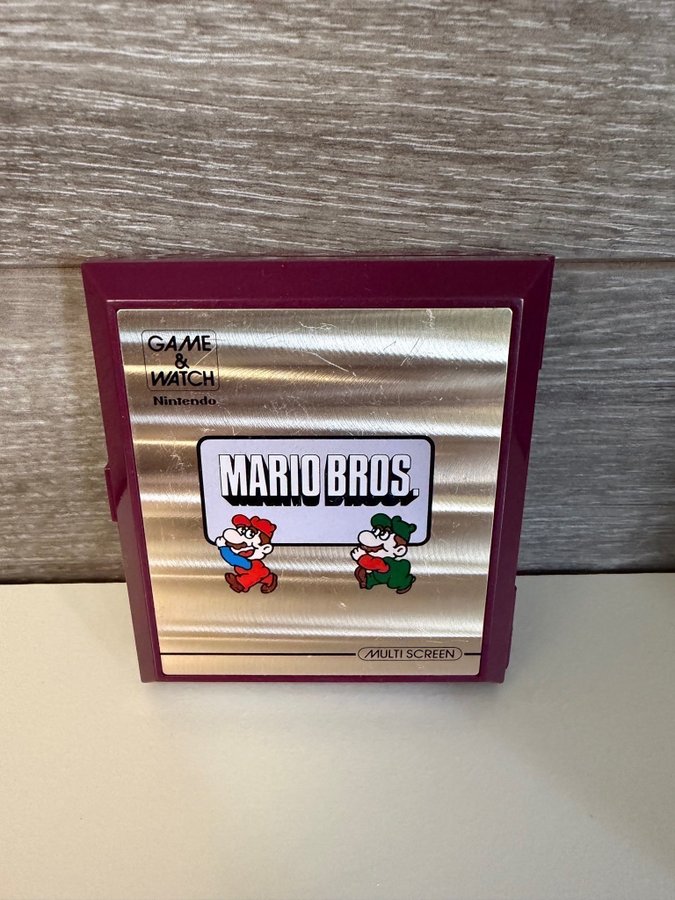 GAME
&
WATCH
Nintendo
MARIO BROS.
MULTI SCREEN